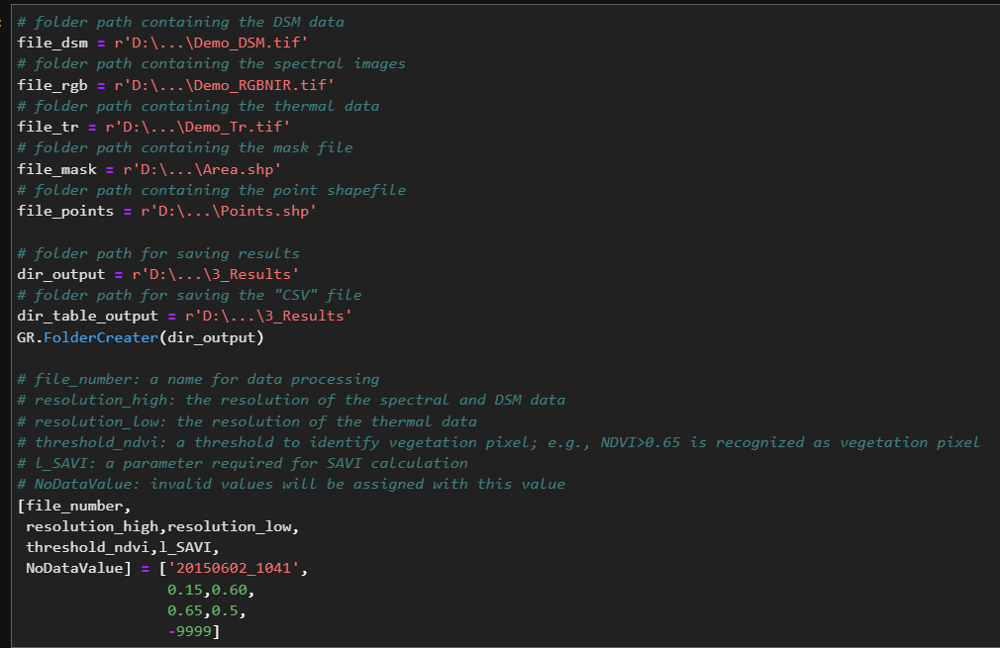 # folder path containing the DSM data
file_dsm = r'D:\...\Demo_DSM.tif'
# folder path containing the spectral images
file_rgb = r'D:\...\Demo_RGBNIR.tif'
# folder path containing the thermal data
file_tr = r'D:\...\Demo_Tr.tif'
# folder path containing the mask file
file_mask = r'D:\...\Area.shp'
# folder path containing the point shapefile
file_points = r'D:\...\Points.shp'

# folder path for saving results
dir_output = r'D:\...\3_Results'
# folder path for saving the "CSV" file
dir_table_output = r'D:\...\3_Results'
GR.FolderCreater(dir_output)

# file_number: a name for data processing
# resolution_high: the resolution of the spectral and DSM data
# resolution_low: the resolution of the thermal data
# threshold_ndvi: a threshold to identify vegetation pixel; e.g., NDVI>0.65 is recognized as vegetation pixel
# l_SAVI: a parameter required for SAVI calculation
# NoDataValue: invalid values will be assigned with this value
[file_number,
 resolution_high,resolution_low,
 threshold_ndvi,l_SAVI,
 NoDataValue] = ['20150602_1041',
                 0.15,0.60,
                 0.65,0.5,
                 -9999]